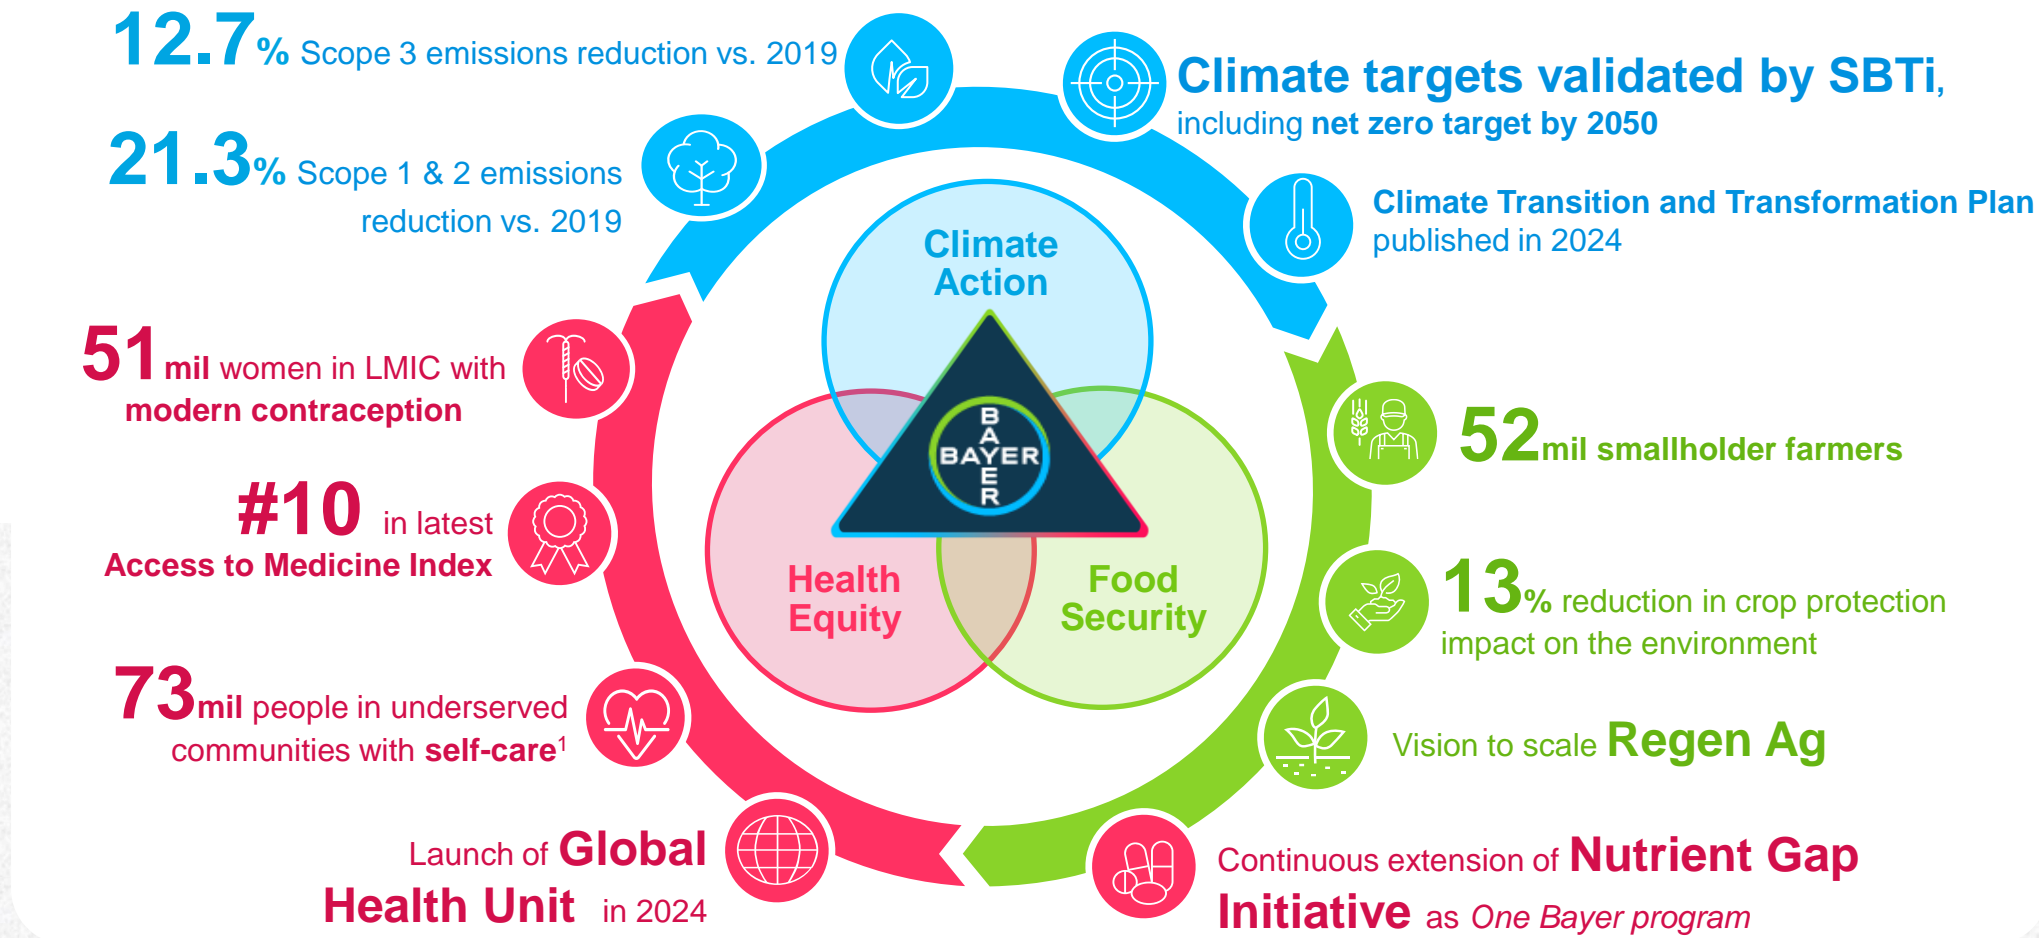 12.7% Scope 3 emissions reduction vs. 2019
21.3% Scope 1 & 2 emissions
reduction vs. 2019
51 mil women in LMIC with
modern contraception
#10 in latest
Access to Medicine Index
73 mil people in underserved
communities with self-care¹
Launch of Global
Health Unit in 2024
Climate targets validated by SBTi,
including net zero target by 2050
Climate Transition and Transformation Plan
published in 2024
52 mil smallholder farmers
13% reduction in crop protection
impact on the environment
Vision to scale Regen Ag
Continuous extension of Nutrient Gap
Initiative as One Bayer program
Climate
Action
BAYER
BAYER
Health
Equity
Food
Security